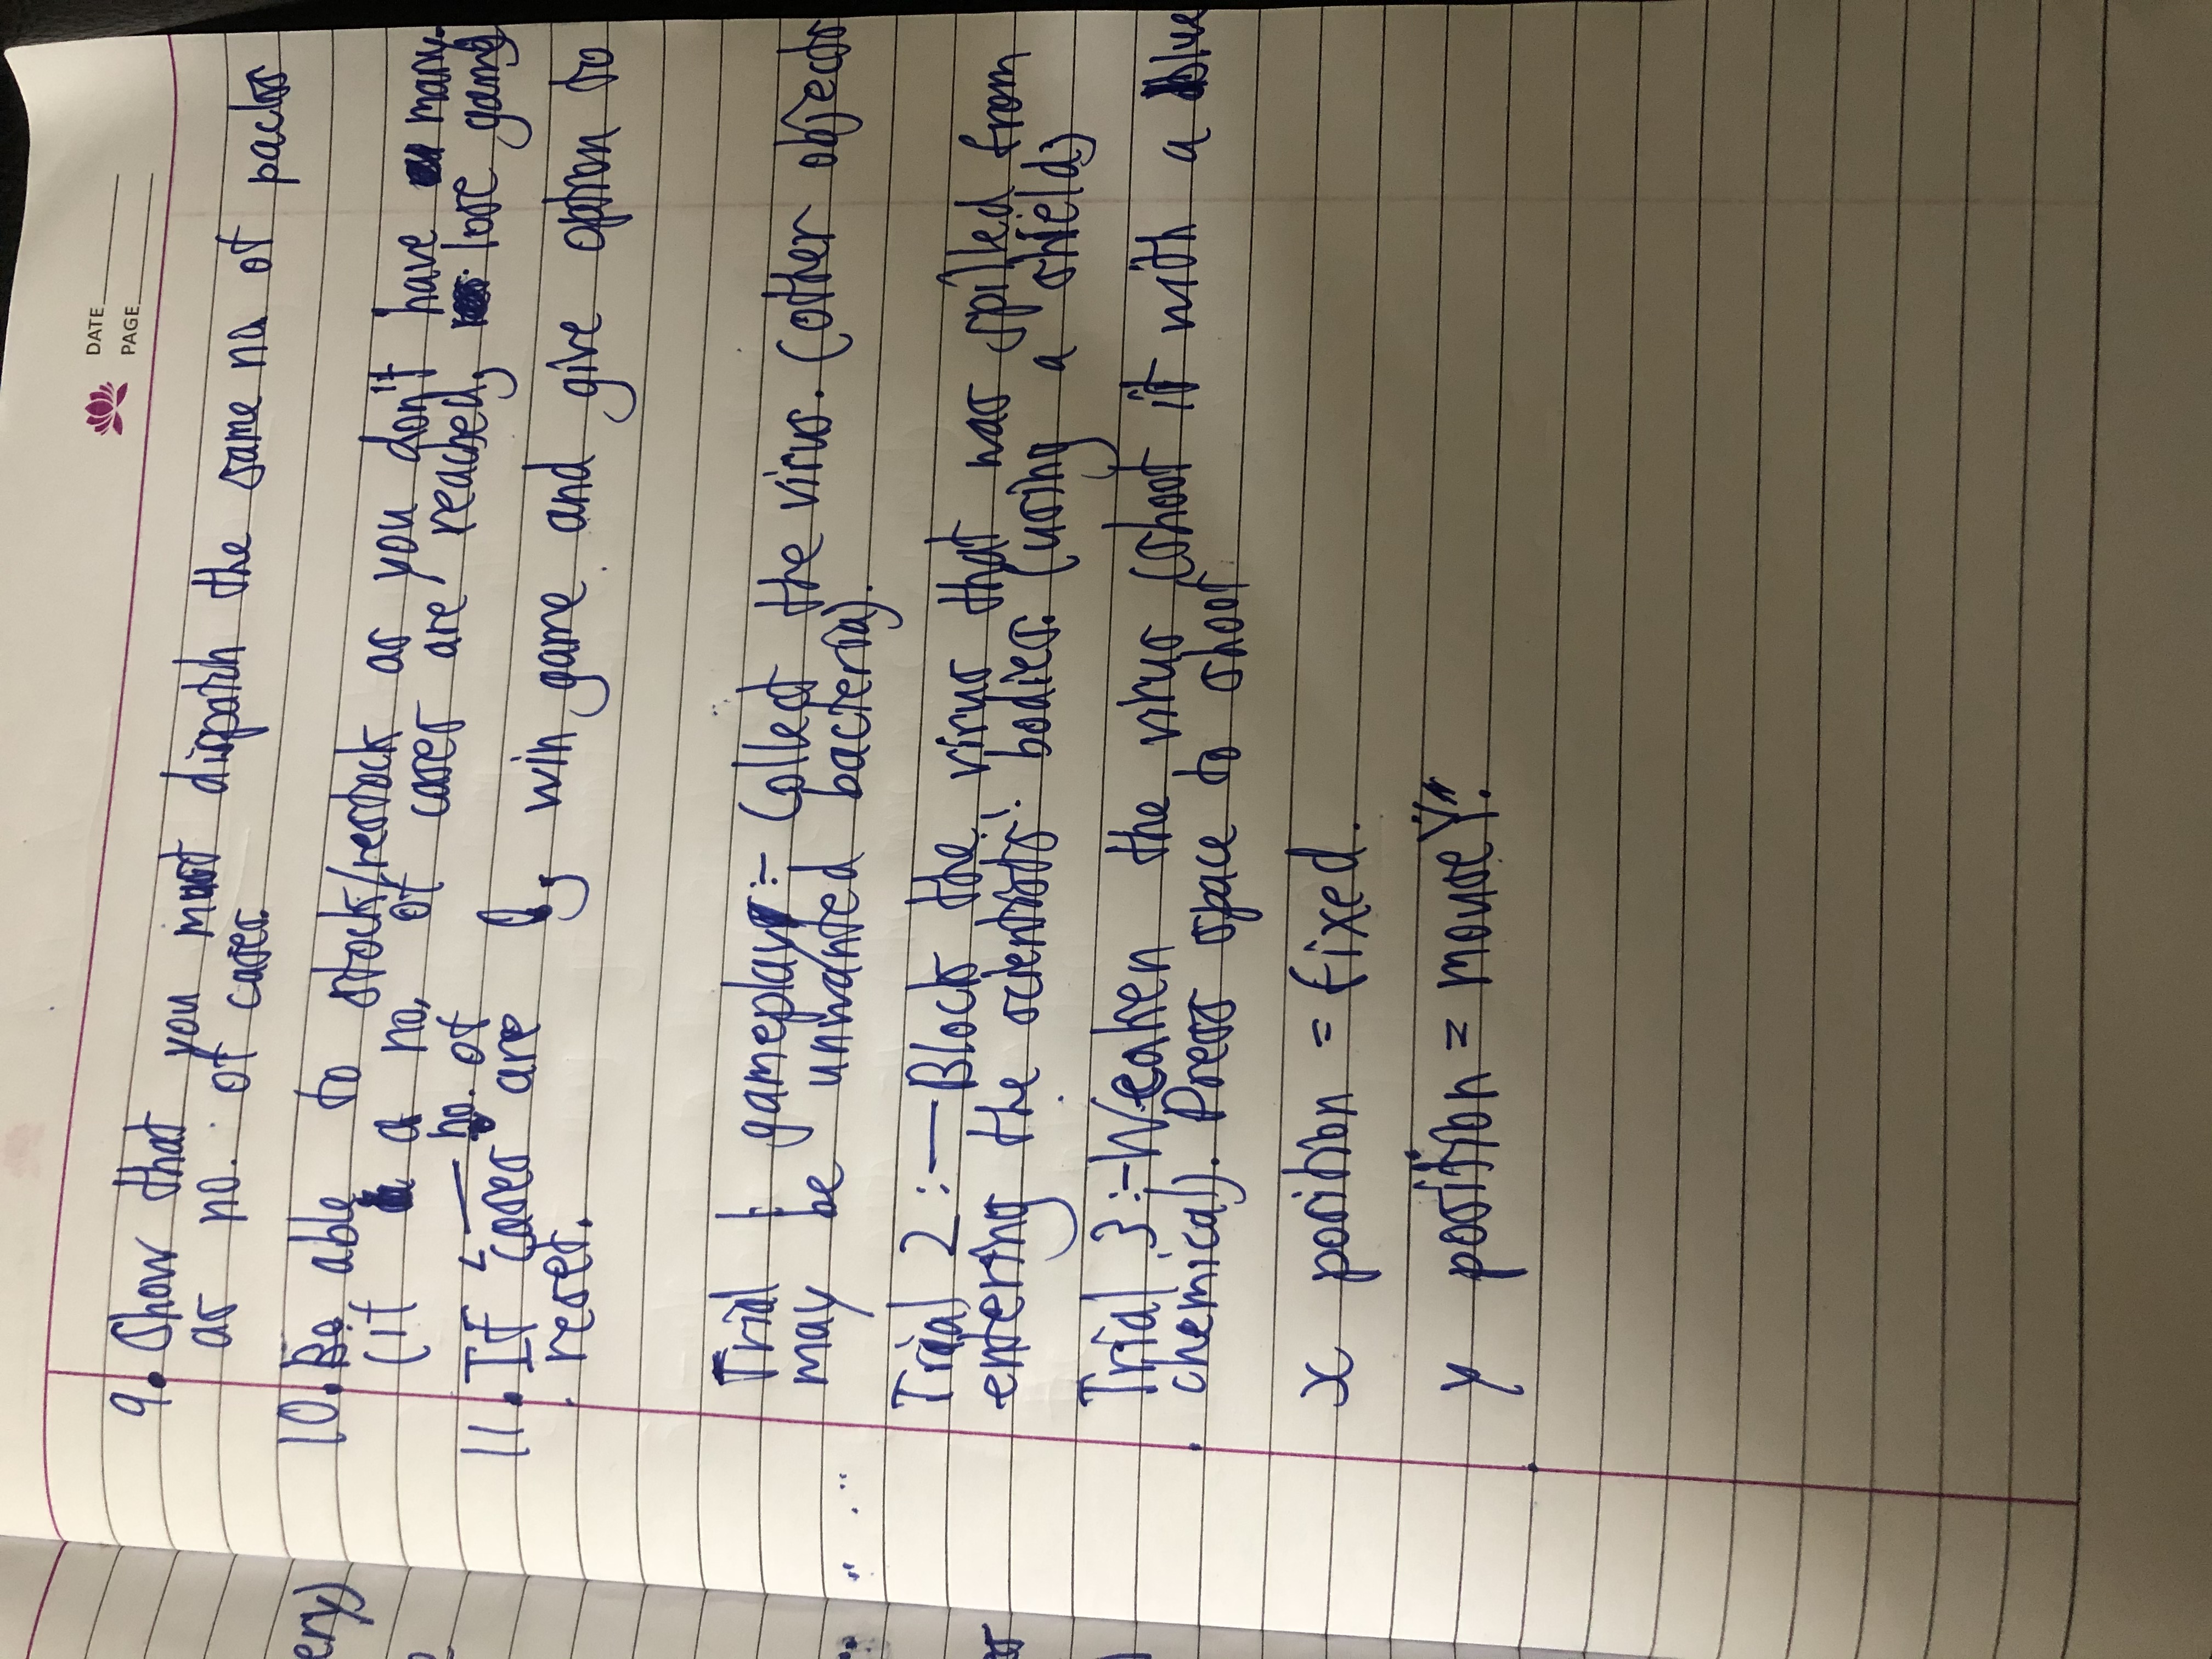 DATE
PAGE
9. Show that you must dispatch the same no. of packs
as no. of cases.
10. Be able to stock/restock as you don't have many.
(if a no. of cases are reached, lose game
no. of
11. If cases are 0, win game and give option to
reset.
Trial 1 gameplay:- Collect the virus. (other objects
may be unwanted bacteria).
Trial 2:- Block the virus that was spilled from
entering the scientists' bodies. (using a shield)
Trial 3:- Weaken the virus (shoot it with a blue
chemical). Press space to shoot
x position = fixed.
y position = mouseY.
ery)